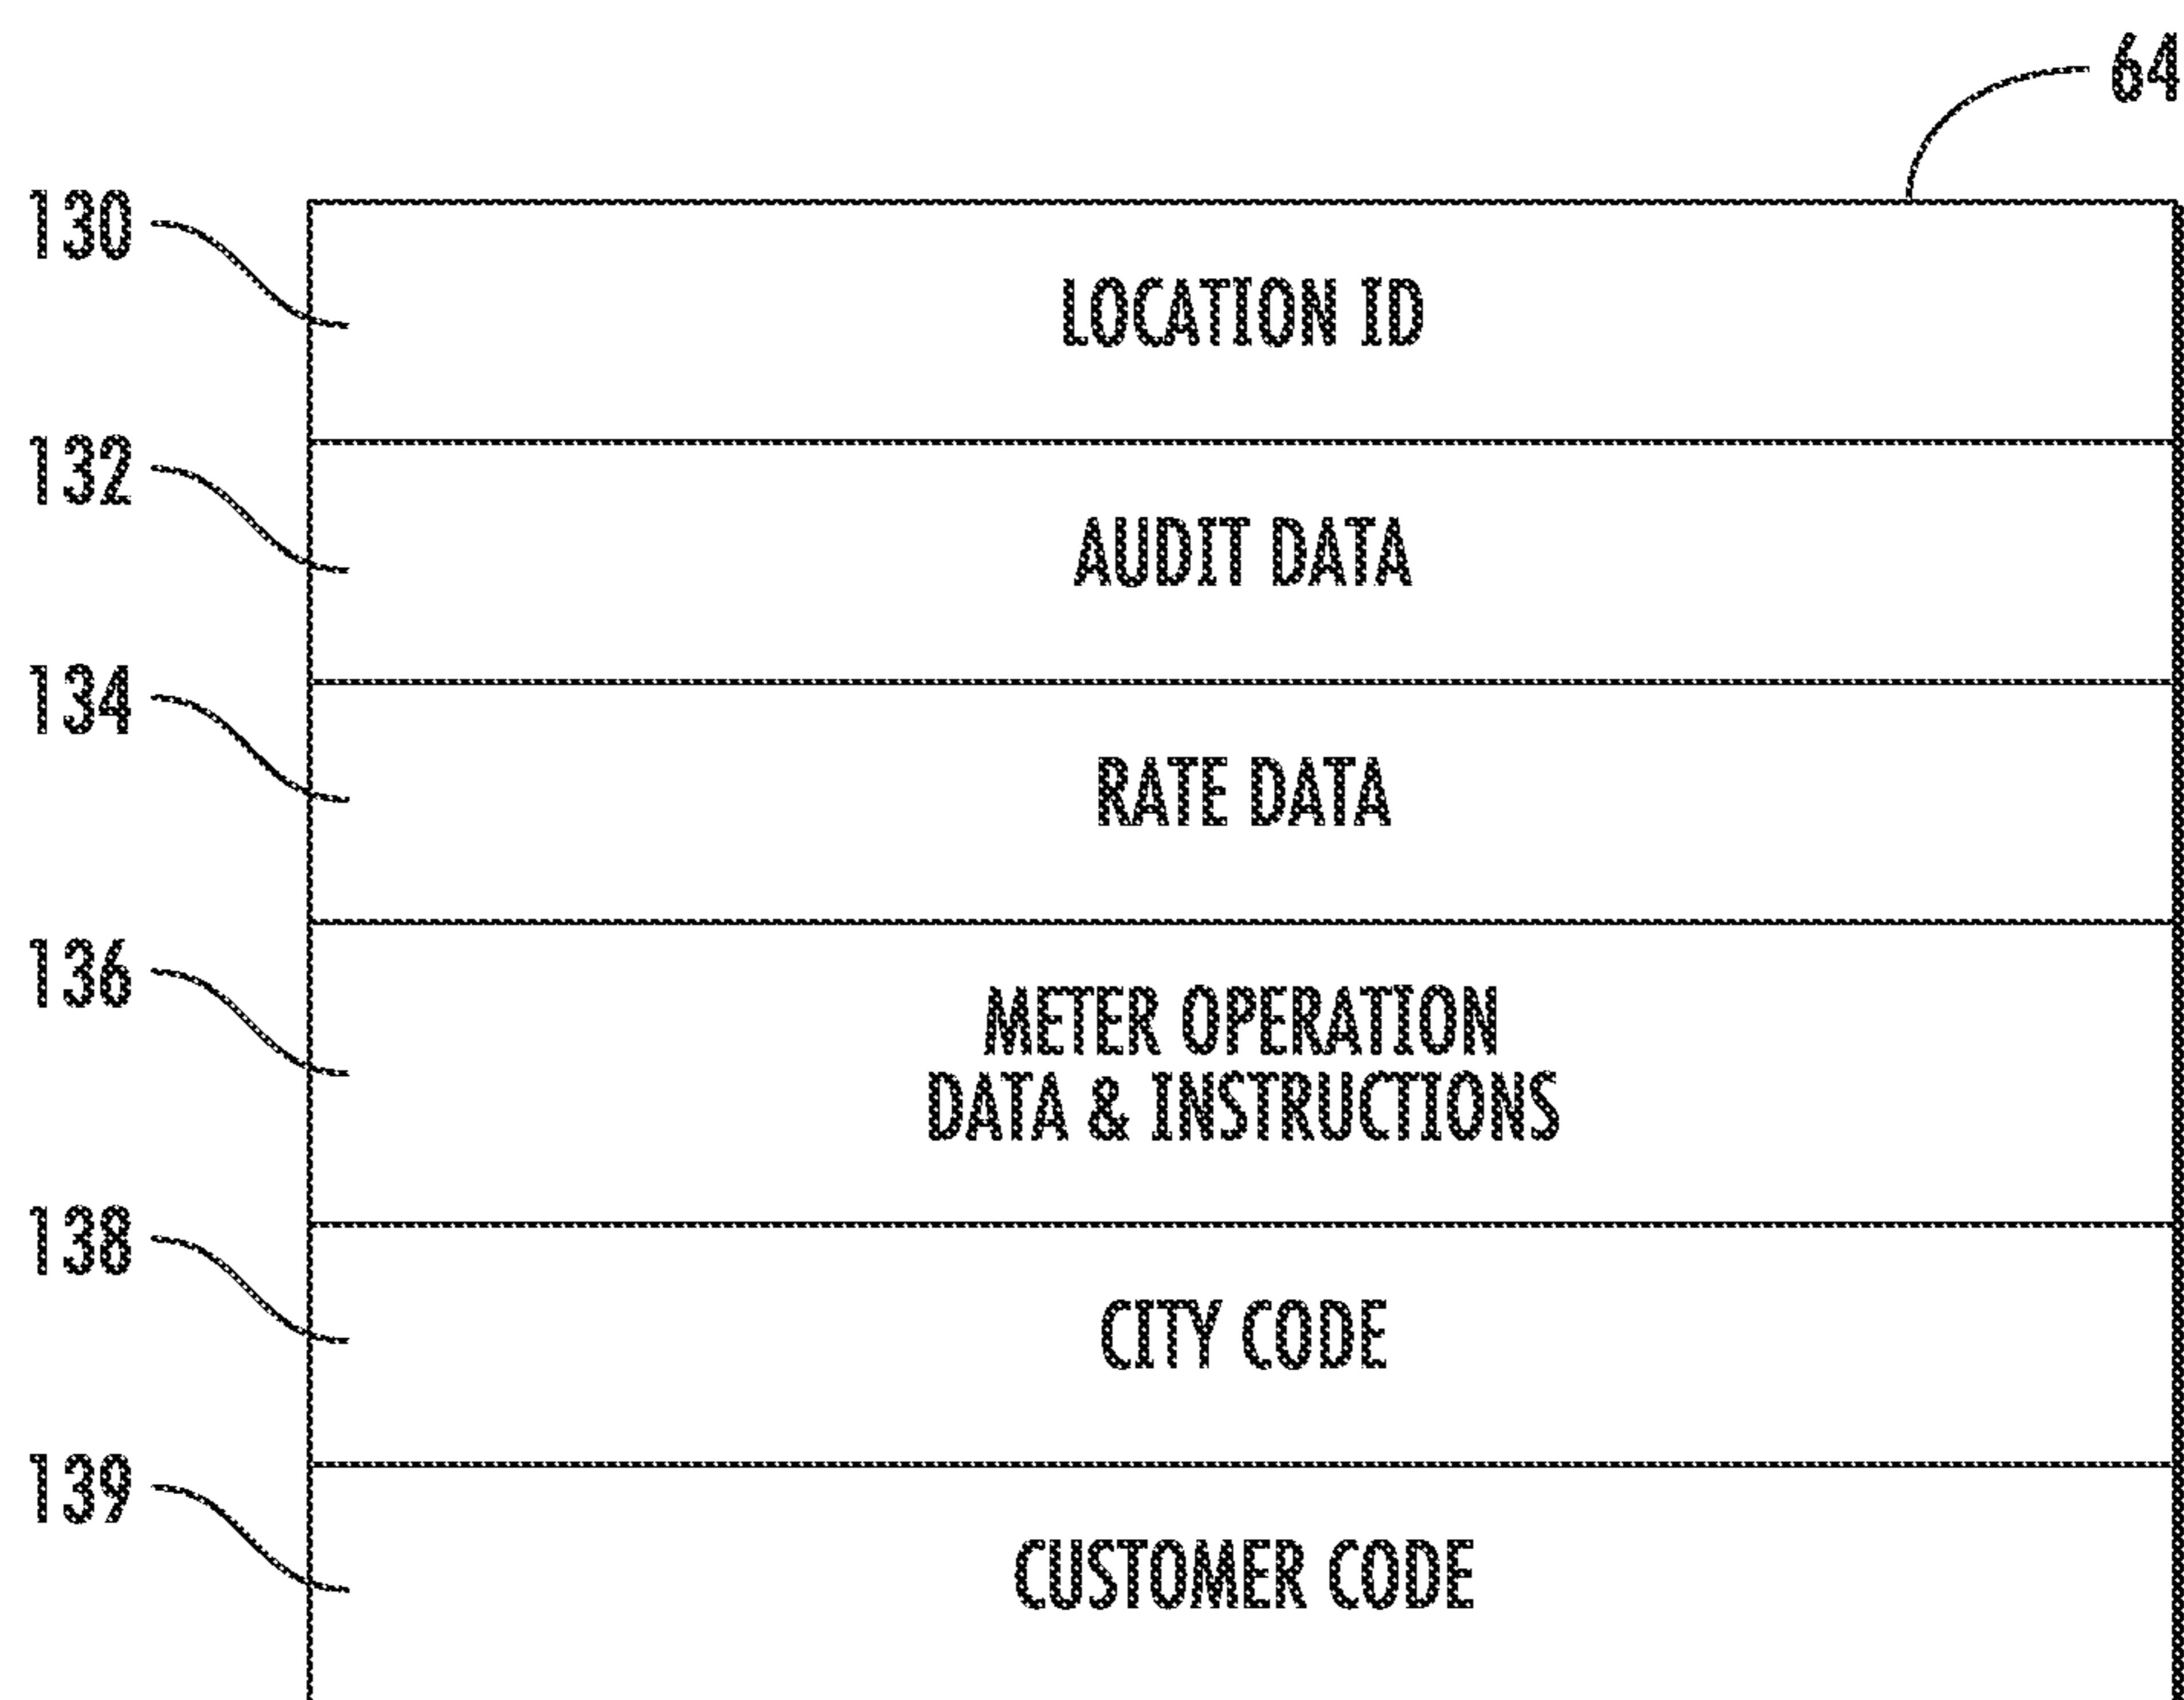 64
130
LOCATION ID
132
AUDIT DATA
134
RATE DATA
136
METER OPERATION
DATA & INSTRUCTIONS
138
CITY CODE
139
CUSTOMER CODE